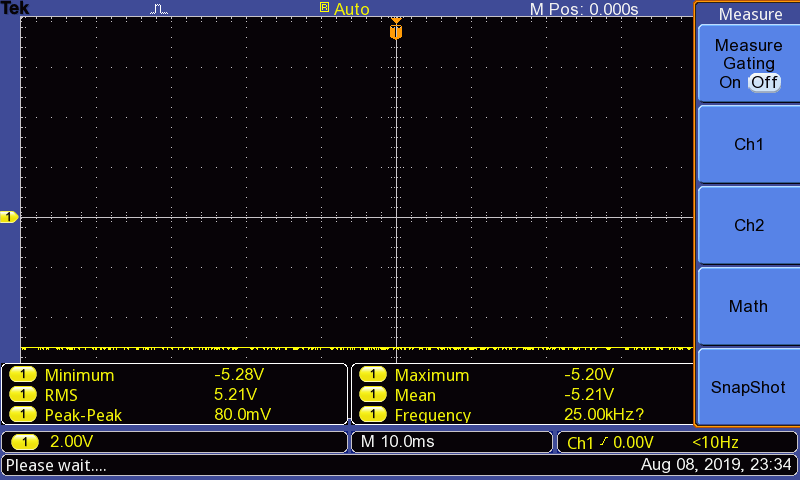 Tek R Auto M Pos: 0.000s
Measure
Measure
Gating
On Off
T
Ch1
1
Ch2
Math
SnapShot
1 Minimum -5.28V 1 Maximum -5.20V
1 RMS 5.21V 1 Mean -5.21V
1 Peak-Peak 80.0mV 1 Frequency 25.00kHz?
1 2.00V M 10.0ms Ch1 0.00V <10Hz
Please wait.... Aug 08, 2019, 23:34